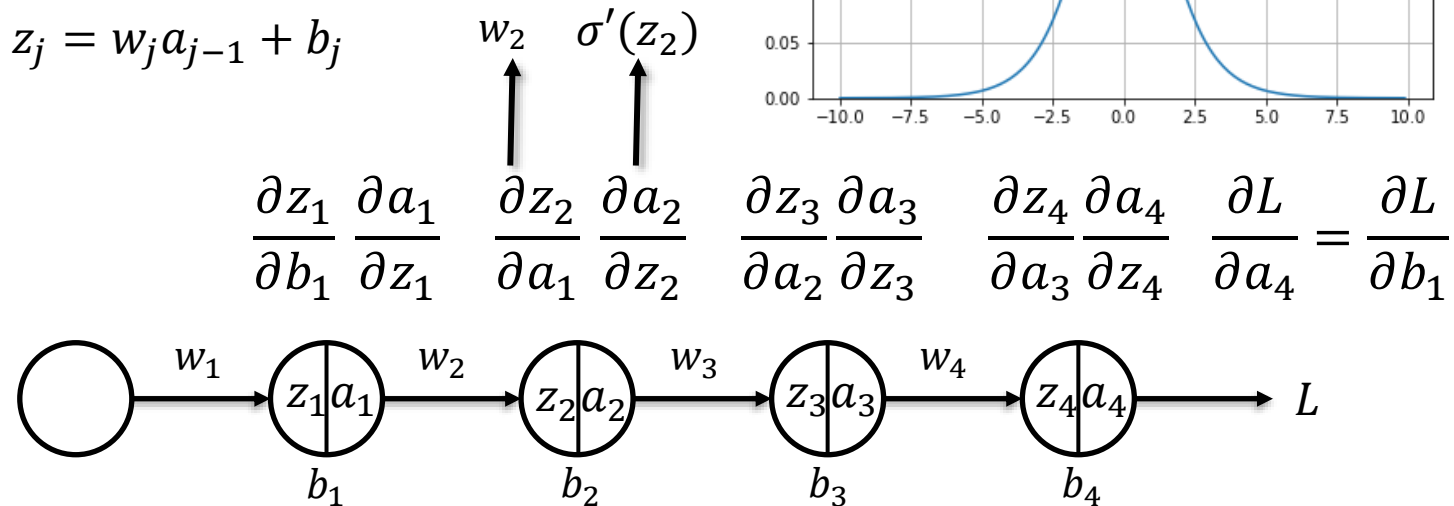 z_j = w_j a_{j−1} + b_j
w_2 σ′(z_2)
0.05
0.00
−10.0 −7.5 −5.0 −2.5 0.0 2.5 5.0 7.5 10.0
∂z_1/∂b_1 ∂a_1/∂z_1 ∂z_2/∂a_1 ∂a_2/∂z_2 ∂z_3/∂a_2 ∂a_3/∂z_3 ∂z_4/∂a_3 ∂a_4/∂z_4 ∂L/∂a_4 = ∂L/∂b_1
w_1 w_2 w_3 w_4
z_1 a_1 z_2 a_2 z_3 a_3 z_4 a_4 L
b_1 b_2 b_3 b_4